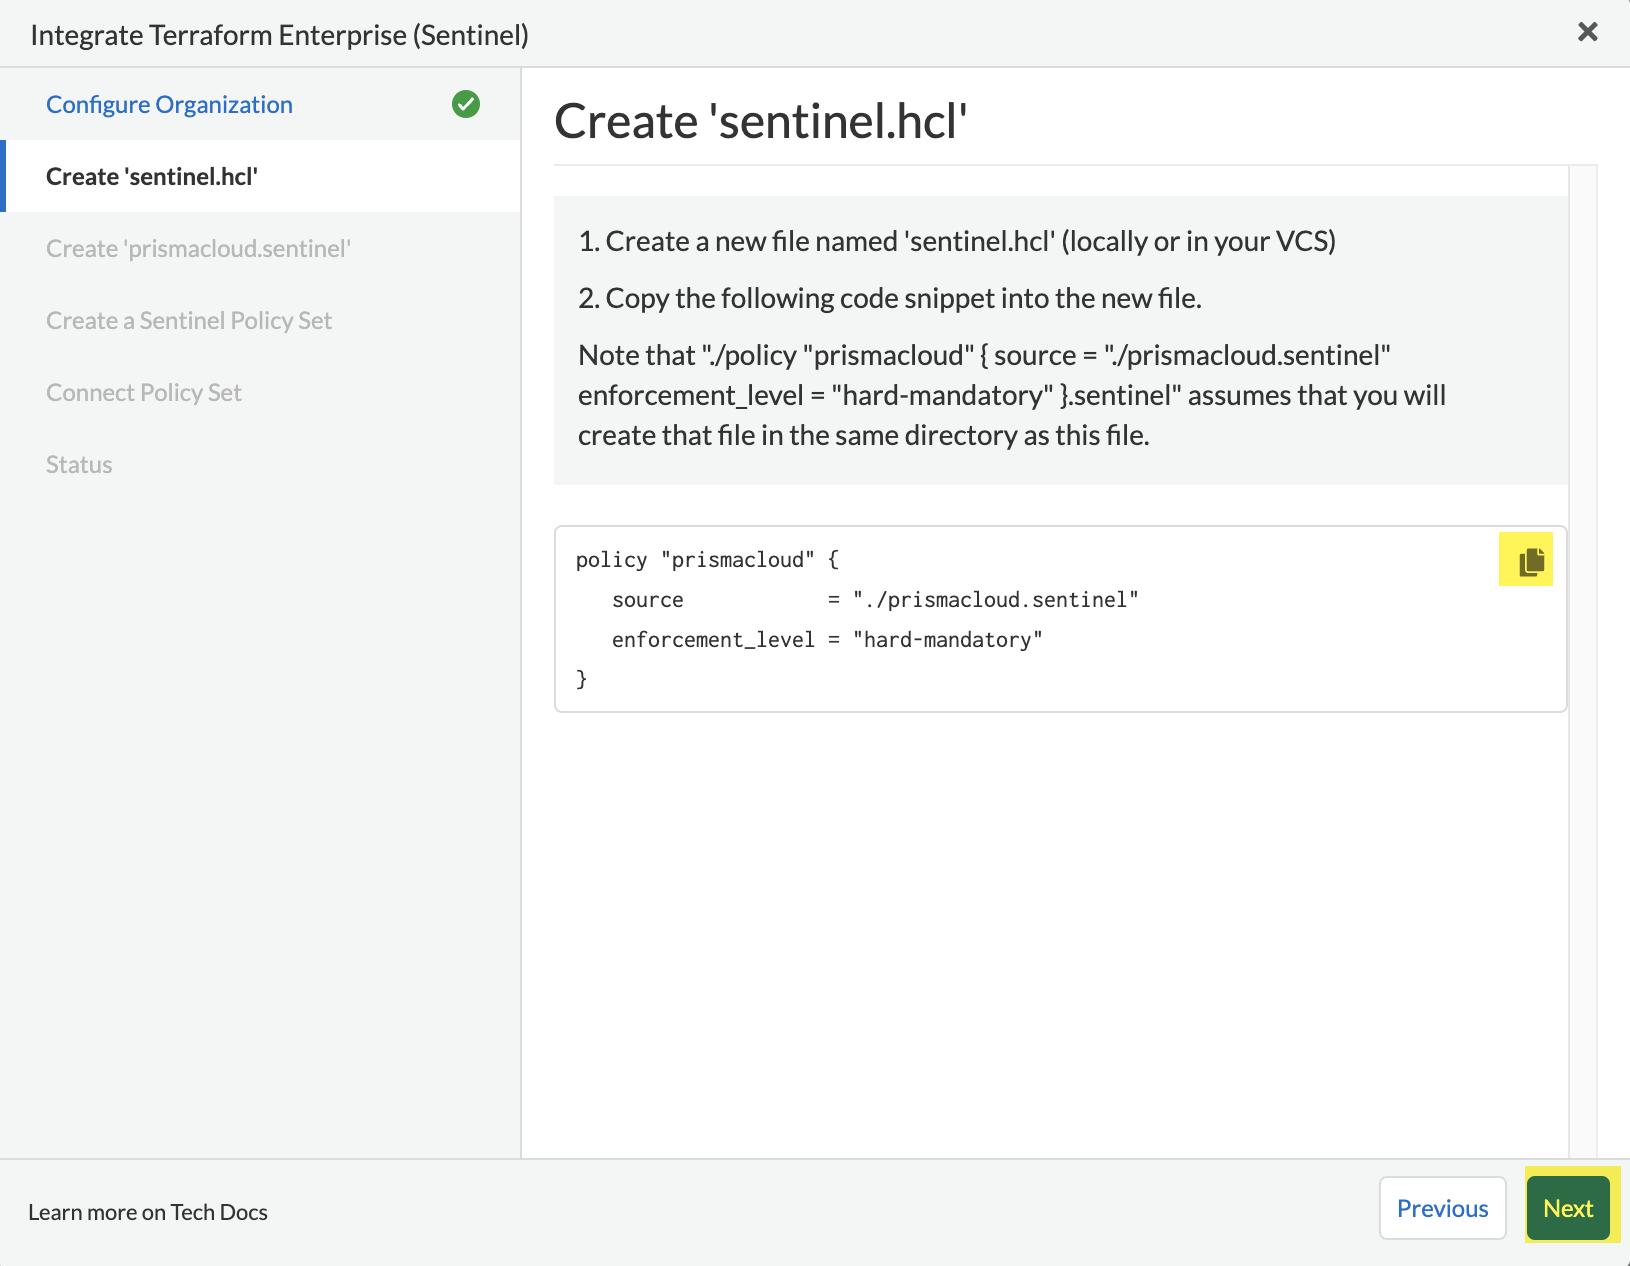 Integrate Terraform Enterprise (Sentinel)
Configure Organization
Create 'sentinel.hcl'
Create 'prismacloud.sentinel'
Create a Sentinel Policy Set
Connect Policy Set
Status
Create 'sentinel.hcl'
1. Create a new file named 'sentinel.hcl' (locally or in your VCS)
2. Copy the following code snippet into the new file.
Note that "./policy "prismacloud" { source = "./prismacloud.sentinel"
enforcement_level = "hard-mandatory" }.sentinel" assumes that you will
create that file in the same directory as this file.
policy "prismacloud" {
   source            = "./prismacloud.sentinel"
   enforcement_level = "hard-mandatory"
}
Learn more on Tech Docs
Previous
Next